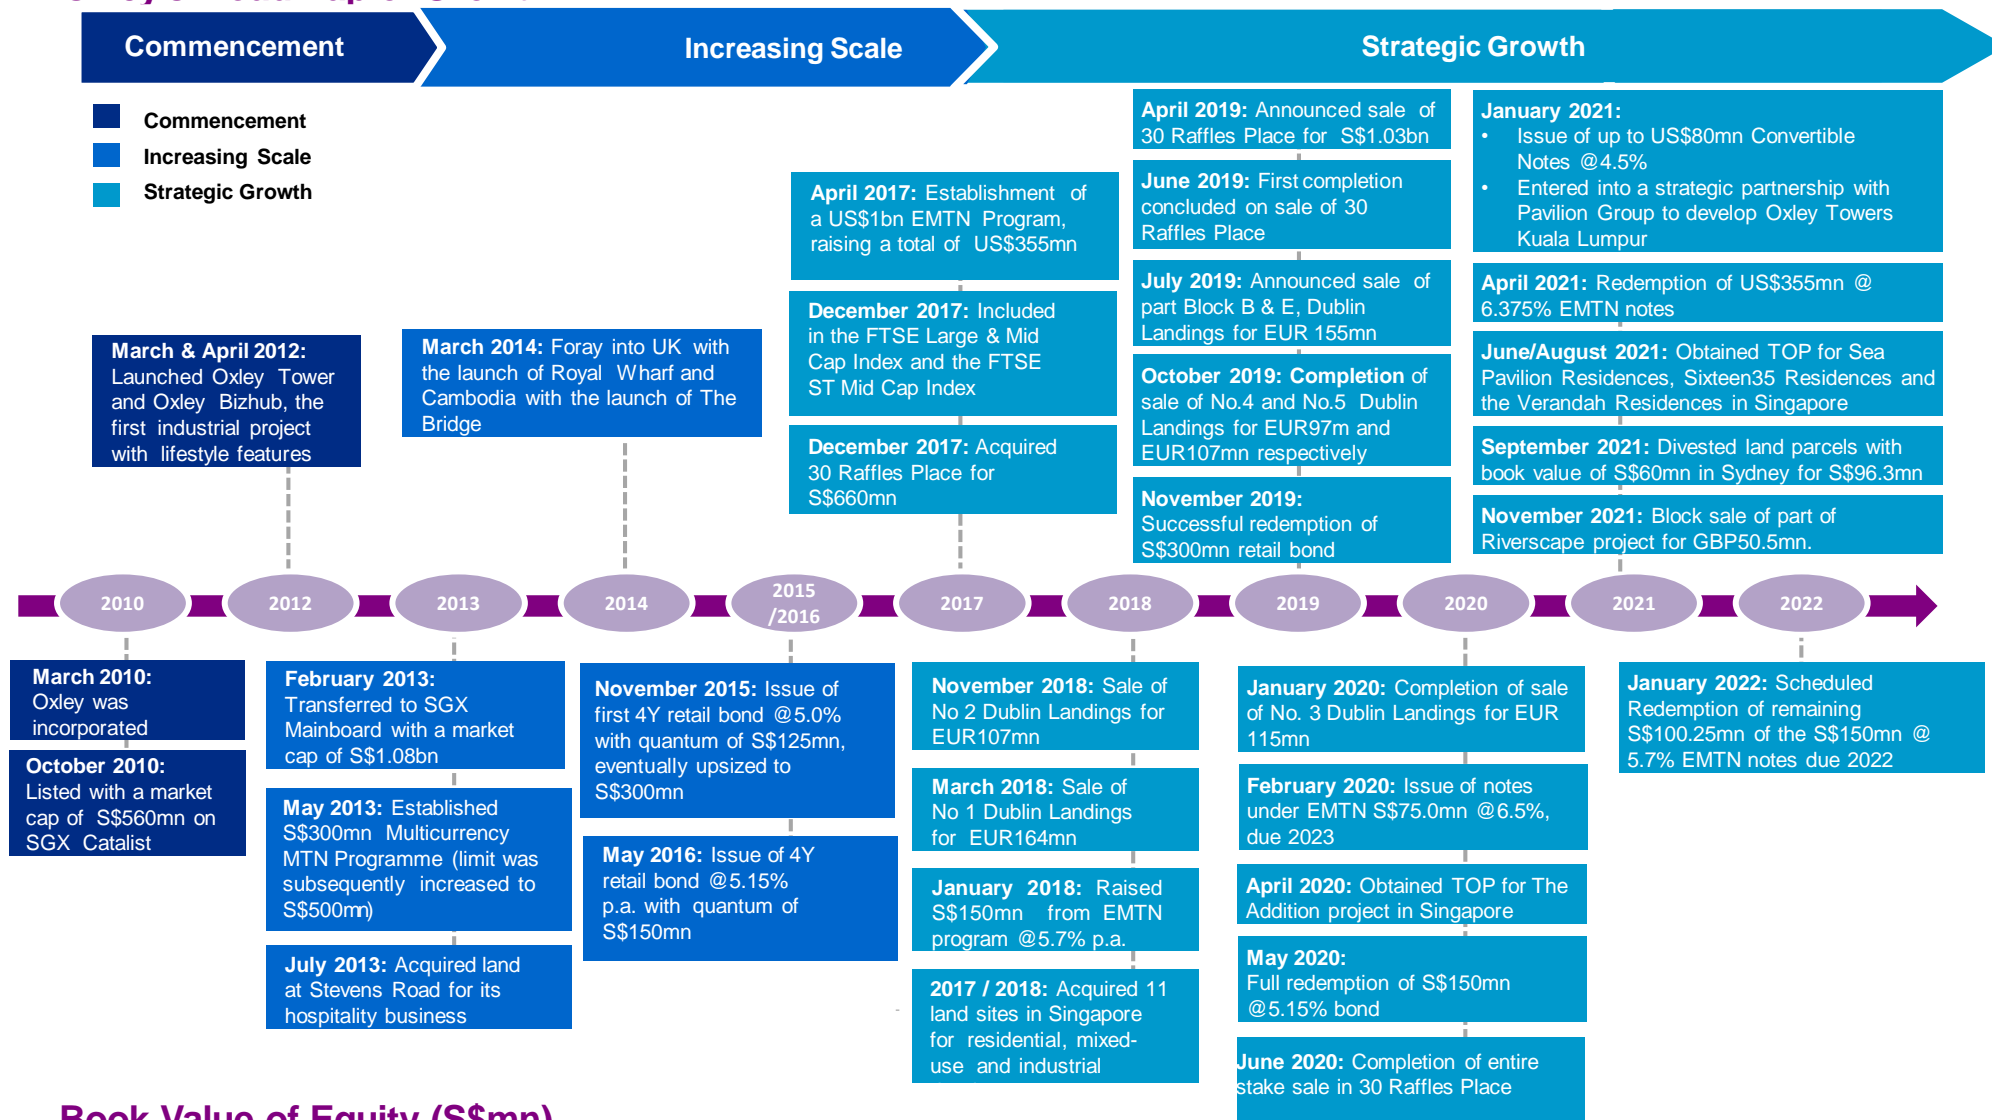 Commencement
Increasing Scale
Strategic Growth
Commencement
Increasing Scale
Strategic Growth
March & April 2012:
Launched Oxley Tower
and Oxley Bizhub, the
first industrial project
with lifestyle features
March 2014: Foray into UK with
the launch of Royal Wharf and
Cambodia with the launch of The
Bridge
April 2017: Establishment of
a US$1bn EMTN Program,
raising a total of US$355mn
December 2017: Included
in the FTSE Large & Mid
Cap Index and the FTSE
ST Mid Cap Index
December 2017: Acquired
30 Raffles Place for
S$660mn
April 2019: Announced sale of
30 Raffles Place for S$1.03bn
June 2019: First completion
concluded on sale of 30
Raffles Place
July 2019: Announced sale of
part Block B & E, Dublin
Landings for EUR 155mn
October 2019: Completion of
sale of No.4 and No.5 Dublin
Landings for EUR97m and
EUR107mn respectively
November 2019:
Successful redemption of
S$300mn retail bond
January 2021:
• Issue of up to US$80mn Convertible
Notes @4.5%
• Entered into a strategic partnership with
Pavilion Group to develop Oxley Towers
Kuala Lumpur
April 2021: Redemption of US$355mn @
6.375% EMTN notes
June/August 2021: Obtained TOP for Sea
Pavilion Residences, Sixteen35 Residences and
the Verandah Residences in Singapore
September 2021: Divested land parcels with
book value of S$60mn in Sydney for S$96.3mn
November 2021: Block sale of part of
Riverscape project for GBP50.5mn.
2010
2012
2013
2014
2015
/2016
2017
2018
2019
2020
2021
2022
March 2010:
Oxley was
incorporated
October 2010:
Listed with a market
cap of S$560mn on
SGX Catalist
February 2013:
Transferred to SGX
Mainboard with a market
cap of S$1.08bn
May 2013: Established
S$300mn Multicurrency
MTN Programme (limit was
subsequently increased to
S$500mn)
July 2013: Acquired land
at Stevens Road for its
hospitality business
November 2015: Issue of
first 4Y retail bond @5.0%
with quantum of S$125mn,
eventually upsized to
S$300mn
May 2016: Issue of 4Y
retail bond @5.15%
p.a. with quantum of
S$150mn
November 2018: Sale of
No 2 Dublin Landings for
EUR107mn
March 2018: Sale of
No 1 Dublin Landings
for EUR164mn
January 2018: Raised
S$150mn from EMTN
program @5.7% p.a.
2017 / 2018: Acquired 11
land sites in Singapore
for residential, mixed-
use and industrial
January 2020: Completion of sale
of No. 3 Dublin Landings for EUR
115mn
February 2020: Issue of notes
under EMTN S$75.0mn @6.5%,
due 2023
April 2020: Obtained TOP for The
Addition project in Singapore
May 2020:
Full redemption of S$150mn
@5.15% bond
June 2020: Completion of entire
stake sale in 30 Raffles Place
January 2022: Scheduled
Redemption of remaining
S$100.25mn of the S$150mn @
5.7% EMTN notes due 2022
Book Value of Equity (S$mn)